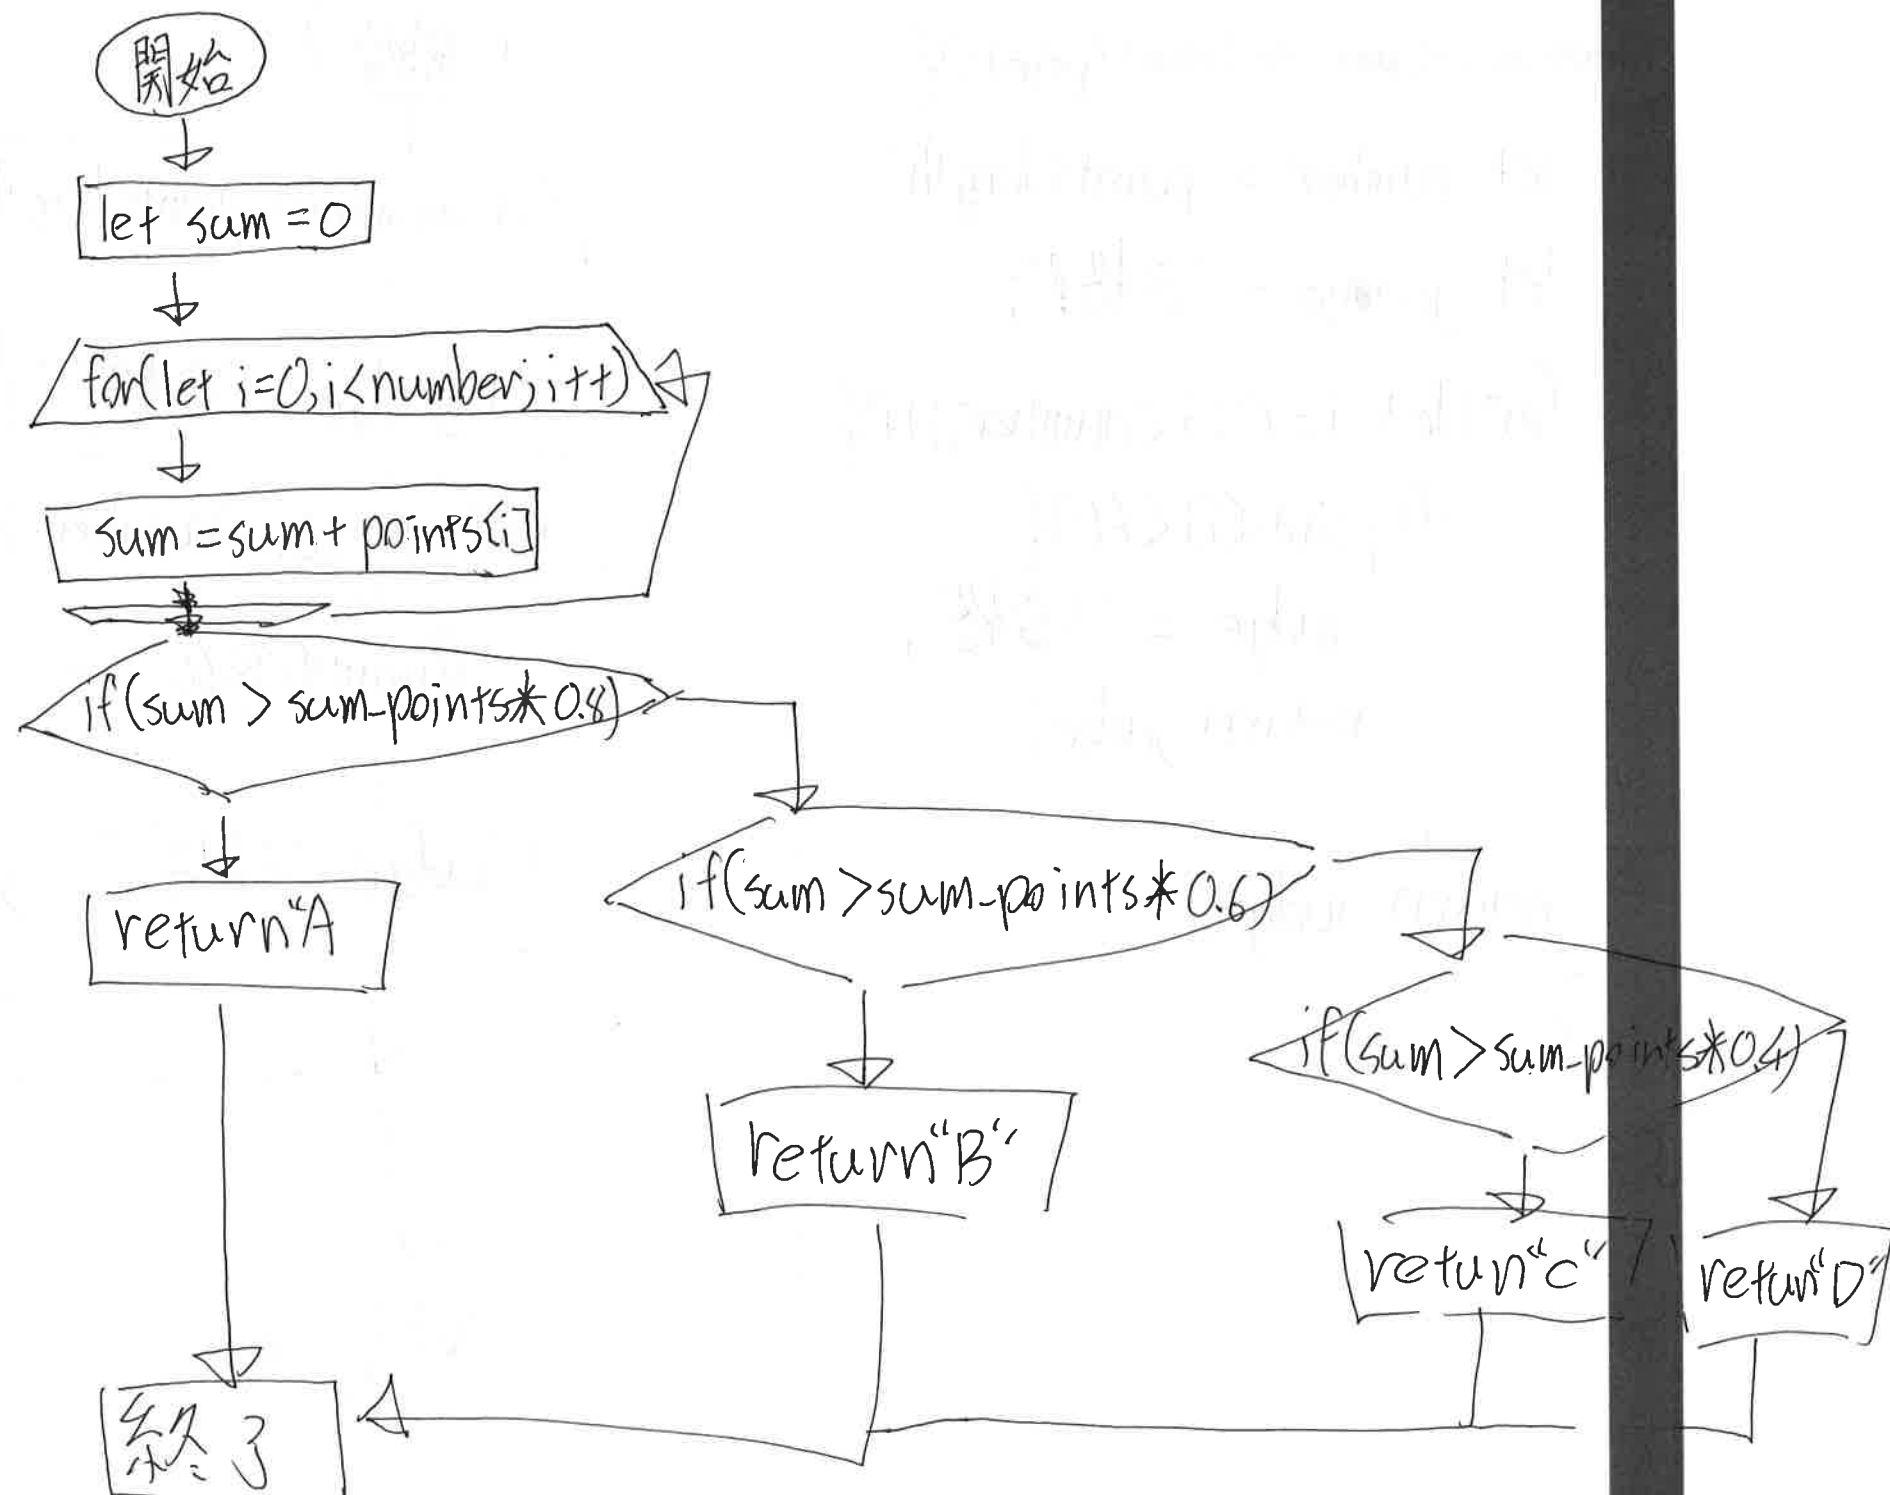 開始
let sum = 0
for(let i=0; i<number; i++)
sum = sum + points[i]
if(sum > sum_points * 0.8)
return "A
if(sum > sum_points * 0.6)
return "B"
if(sum > sum_points * 0.4)
retun "C"
retun "D"
終了